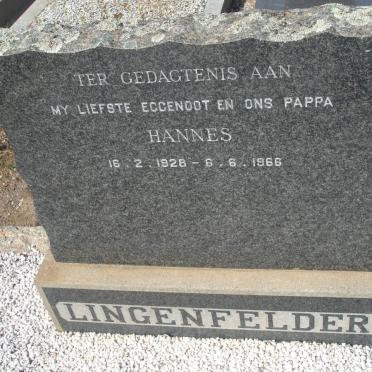 TER GEDAGTENIS AAN
MY LIEFSTE EGGENOOT EN ONS PAPPA
HANNES
16.2.1928 - 6.6.1966
LINGENFELDER